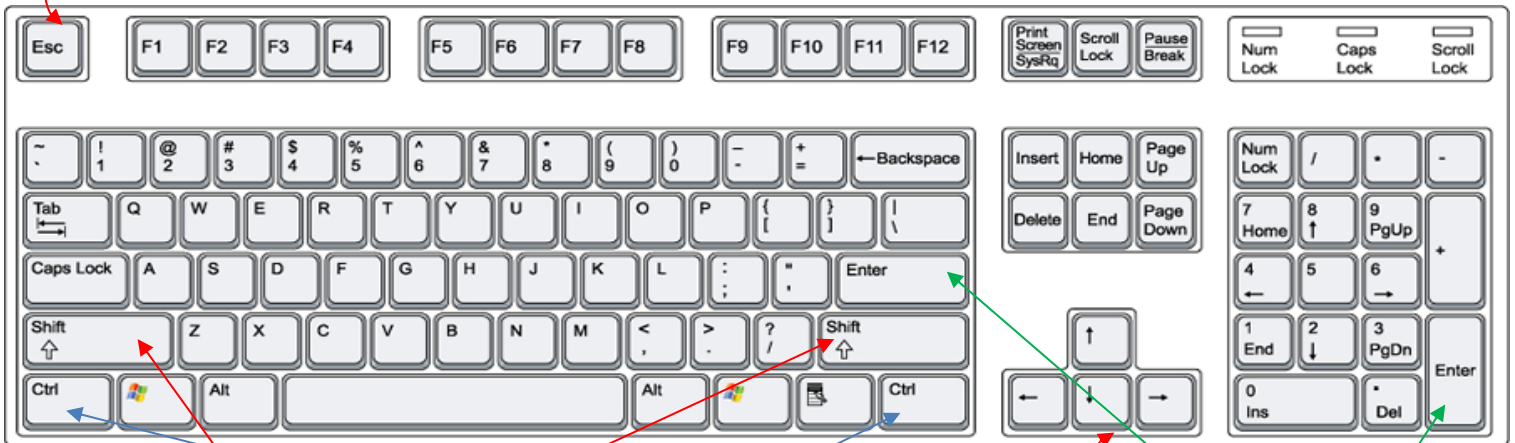 Esc F1 F2 F3 F4 F5 F6 F7 F8 F9 F10 F11 F12 Print Screen SysRq Scroll Lock Pause Break Num Lock Caps Lock Scroll Lock
~ ` ! 1 @ 2 # 3 $ 4 % 5 ^ 6 & 7 * 8 ( 9 ) 0 _ - + = ←Backspace Insert Home Page Up Num Lock / * -
Tab Q W E R T Y U I O P { [ } ] | \ Delete End Page Down 7 Home 8 ↑ 9 PgUp +
Caps Lock A S D F G H J K L : ; " ' Enter 4 ← 5 6 →
Shift Z X C V B N M < , > . ? / Shift ↑ 1 End 2 ↓ 3 PgDn Enter
Ctrl Alt Alt Ctrl ← ↓ → 0 Ins . Del